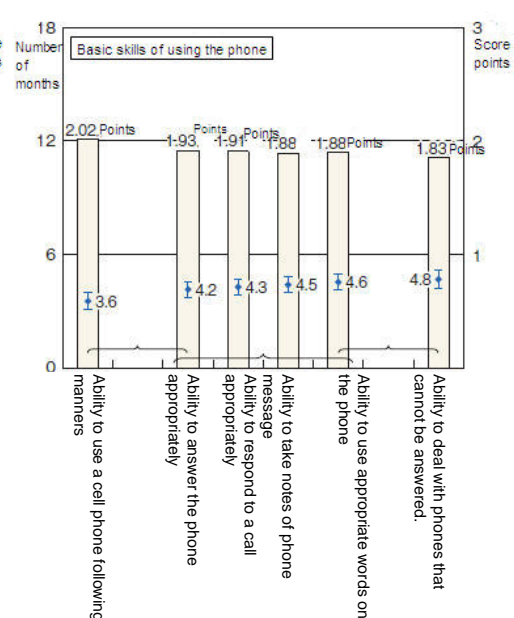 18
3
Number
of
months
Basic skills of using the phone
Score
points
2.02 Points
1.93 Points
1.91 Points
1.88
1.88 Points
1.83 Points
12
2
6
1
3.6
4.2
4.3
4.5
4.6
4.8
0
Ability to use a cell phone following
manners
Ability to answer the phone
appropriately
Ability to respond to a call
appropriately
Ability to take notes of phone
message
Ability to use appropriate words on
the phone
Ability to deal with phones that
cannot be answered.